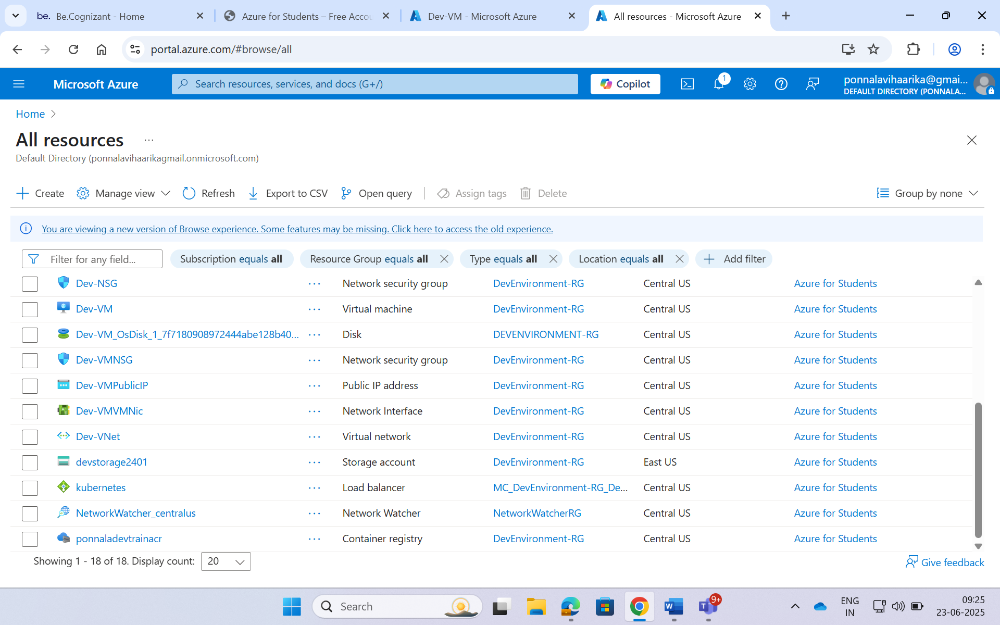 be. Be.Cognizant - Home
Azure for Students – Free Accou
Dev-VM - Microsoft Azure
All resources - Microsoft Azure
portal.azure.com/#browse/all
Microsoft Azure
Search resources, services, and docs (G+/)
Copilot
1
ponnalavihaarika@gmai...
DEFAULT DIRECTORY (PONNALA...
Home
All resources
Default Directory (ponnalavihaarikagmail.onmicrosoft.com)
Create Manage view Refresh Export to CSV Open query Assign tags Delete Group by none
You are viewing a new version of Browse experience. Some features may be missing. Click here to access the old experience.
Filter for any field... Subscription equals all Resource Group equals all Type equals all Location equals all Add filter
Dev-NSG ... Network security group DevEnvironment-RG Central US Azure for Students
Dev-VM ... Virtual machine DevEnvironment-RG Central US Azure for Students
Dev-VM_OsDisk_1_7f7180908972444abe128b40... ... Disk DEVENVIRONMENT-RG Central US Azure for Students
Dev-VMNSG ... Network security group DevEnvironment-RG Central US Azure for Students
Dev-VMPublicIP ... Public IP address DevEnvironment-RG Central US Azure for Students
Dev-VMVMNic ... Network Interface DevEnvironment-RG Central US Azure for Students
Dev-VNet ... Virtual network DevEnvironment-RG Central US Azure for Students
devstorage2401 ... Storage account DevEnvironment-RG East US Azure for Students
kubernetes ... Load balancer MC_DevEnvironment-RG_De... Central US Azure for Students
NetworkWatcher_centralus ... Network Watcher NetworkWatcherRG Central US Azure for Students
ponnaladevtrainacr ... Container registry DevEnvironment-RG Central US Azure for Students
Showing 1 - 18 of 18. Display count: 20
Give feedback
Search
9+
ENG
IN
09:25
23-06-2025